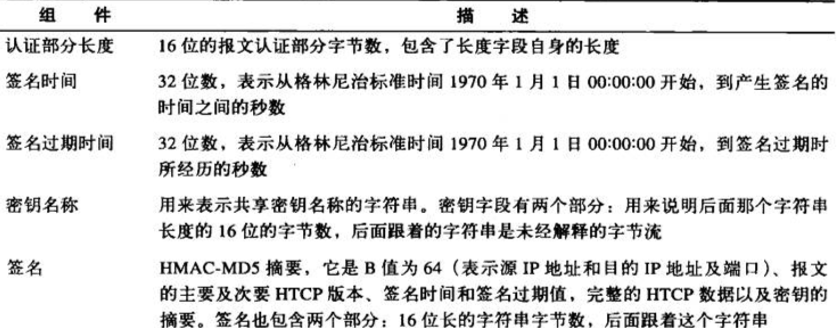 组 件 描 述
认证部分长度 16 位的报文认证部分字节数，包含了长度字段自身的长度
签名时间 32 位数，表示从格林尼治标准时间 1970 年 1 月 1 日 00:00:00 开始，到产生签名的
时间之间的秒数
签名过期时间 32 位数，表示从格林尼治标准时间 1970 年 1 月 1 日 00:00:00 开始，到签名过期时
所经历的秒数
密钥名称 用来表示共享密钥名称的字符串。密钥字段有两个部分：用来说明后面那个字符串
长度的 16 位的字节数，后面跟着的字符串是未经解释的字节流
签名 HMAC-MD5 摘要，它是 B 值为 64（表示源 IP 地址和目的 IP 地址及端口）、报文
的主要及次要 HTCP 版本、签名时间和签名过期值，完整的 HTCP 数据以及密钥的
摘要。签名也包含两个部分：16 位长的字符串字节数，后面跟着这个字符串